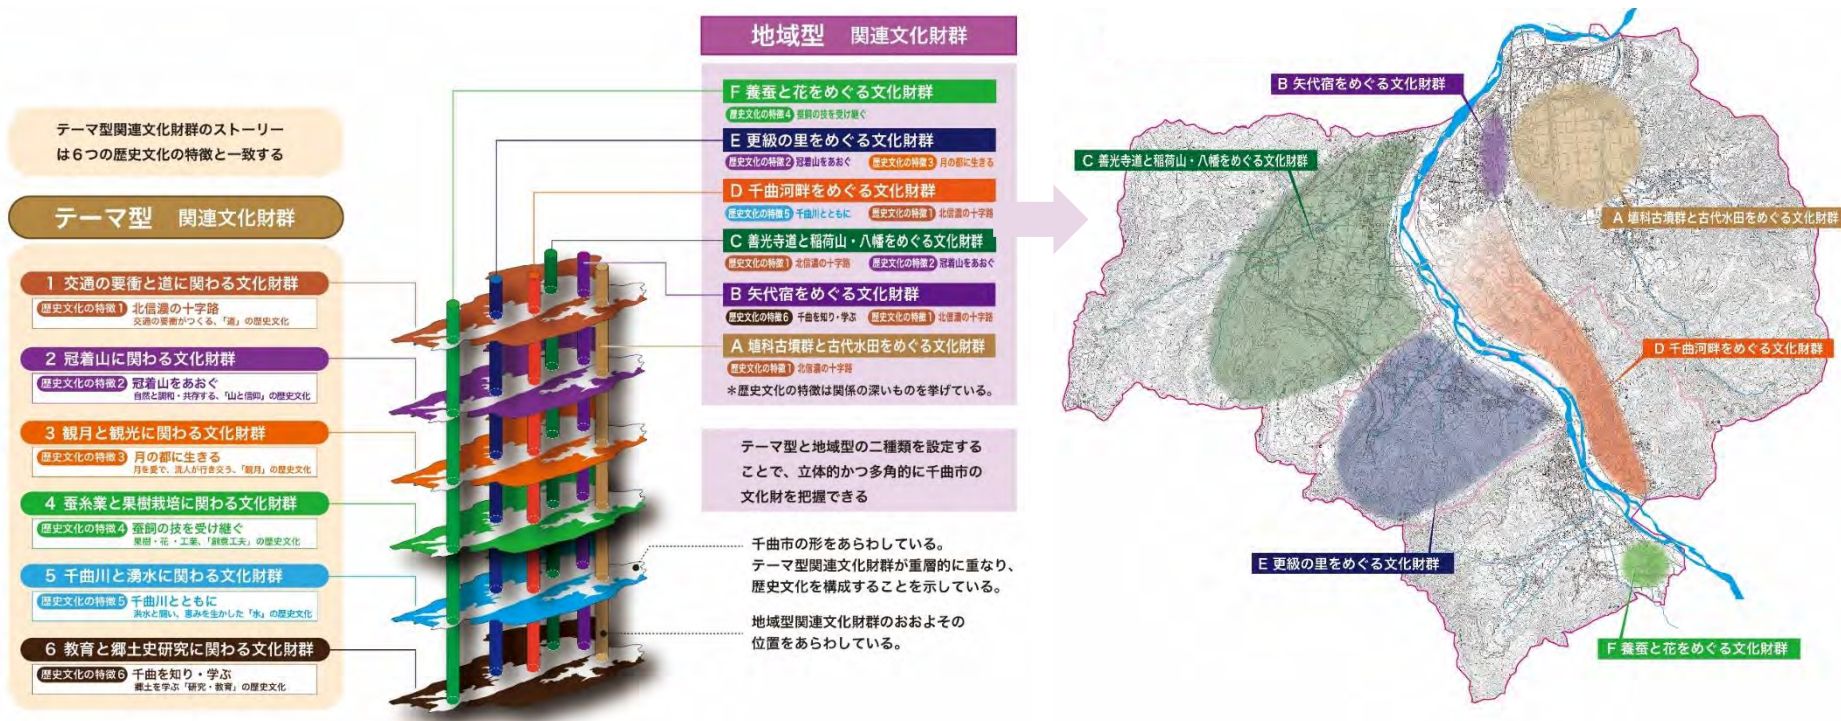 テーマ型関連文化財群のストーリー
は6つの歴史文化の特徴と一致する
テーマ型 関連文化財群
1 交通の要衝と道に関わる文化財群
歴史文化の特徴1 北信濃の十字路
交通の要衝がつくる、「道」の歴史文化
2 冠着山に関わる文化財群
歴史文化の特徴2 冠着山をあおぐ
自然と調和・共存する、「山と信仰」の歴史文化
3 観月と観光に関わる文化財群
歴史文化の特徴3 月の都に生きる
月を愛で、流人が行き交う、「観月」の歴史文化
4 蚕糸業と果樹栽培に関わる文化財群
歴史文化の特徴4 蚕飼の技を受け継ぐ
果樹・花・工業、「創意工夫」の歴史文化
5 千曲川と湧水に関わる文化財群
歴史文化の特徴5 千曲川とともに
洪水と闘い、恵みを生かした「水」の歴史文化
6 教育と郷土史研究に関わる文化財群
歴史文化の特徴6 千曲を知り・学ぶ
郷土を学ぶ「研究・教育」の歴史文化
地域型 関連文化財群
F 養蚕と花をめぐる文化財群
歴史文化の特徴4 蚕飼の技を受け継ぐ
E 更級の里をめぐる文化財群
歴史文化の特徴2 冠着山をあおぐ 歴史文化の特徴3 月の都に生きる
D 千曲河畔をめぐる文化財群
歴史文化の特徴5 千曲川とともに 歴史文化の特徴1 北信濃の十字路
C 善光寺道と稲荷山・八幡をめぐる文化財群
歴史文化の特徴1 北信濃の十字路 歴史文化の特徴2 冠着山をあおぐ
B 矢代宿をめぐる文化財群
歴史文化の特徴6 千曲を知り・学ぶ 歴史文化の特徴1 北信濃の十字路
A 埴科古墳群と古代水田をめぐる文化財群
歴史文化の特徴1 北信濃の十字路
＊歴史文化の特徴は関係の深いものを挙げている。
テーマ型と地域型の二種類を設定する
ことで、立体的かつ多角的に千曲市の
文化財を把握できる
千曲市の形をあらわしている。
テーマ型関連文化財群が重層的に重なり、
歴史文化を構成することを示している。
地域型関連文化財群のおおよその
位置をあらわしている。
B 矢代宿をめぐる文化財群
C 善光寺道と稲荷山・八幡をめぐる文化財群
A 埴科古墳群と古代水田をめぐる文化財群
D 千曲河畔をめぐる文化財群
E 更級の里をめぐる文化財群
F 養蚕と花をめぐる文化財群